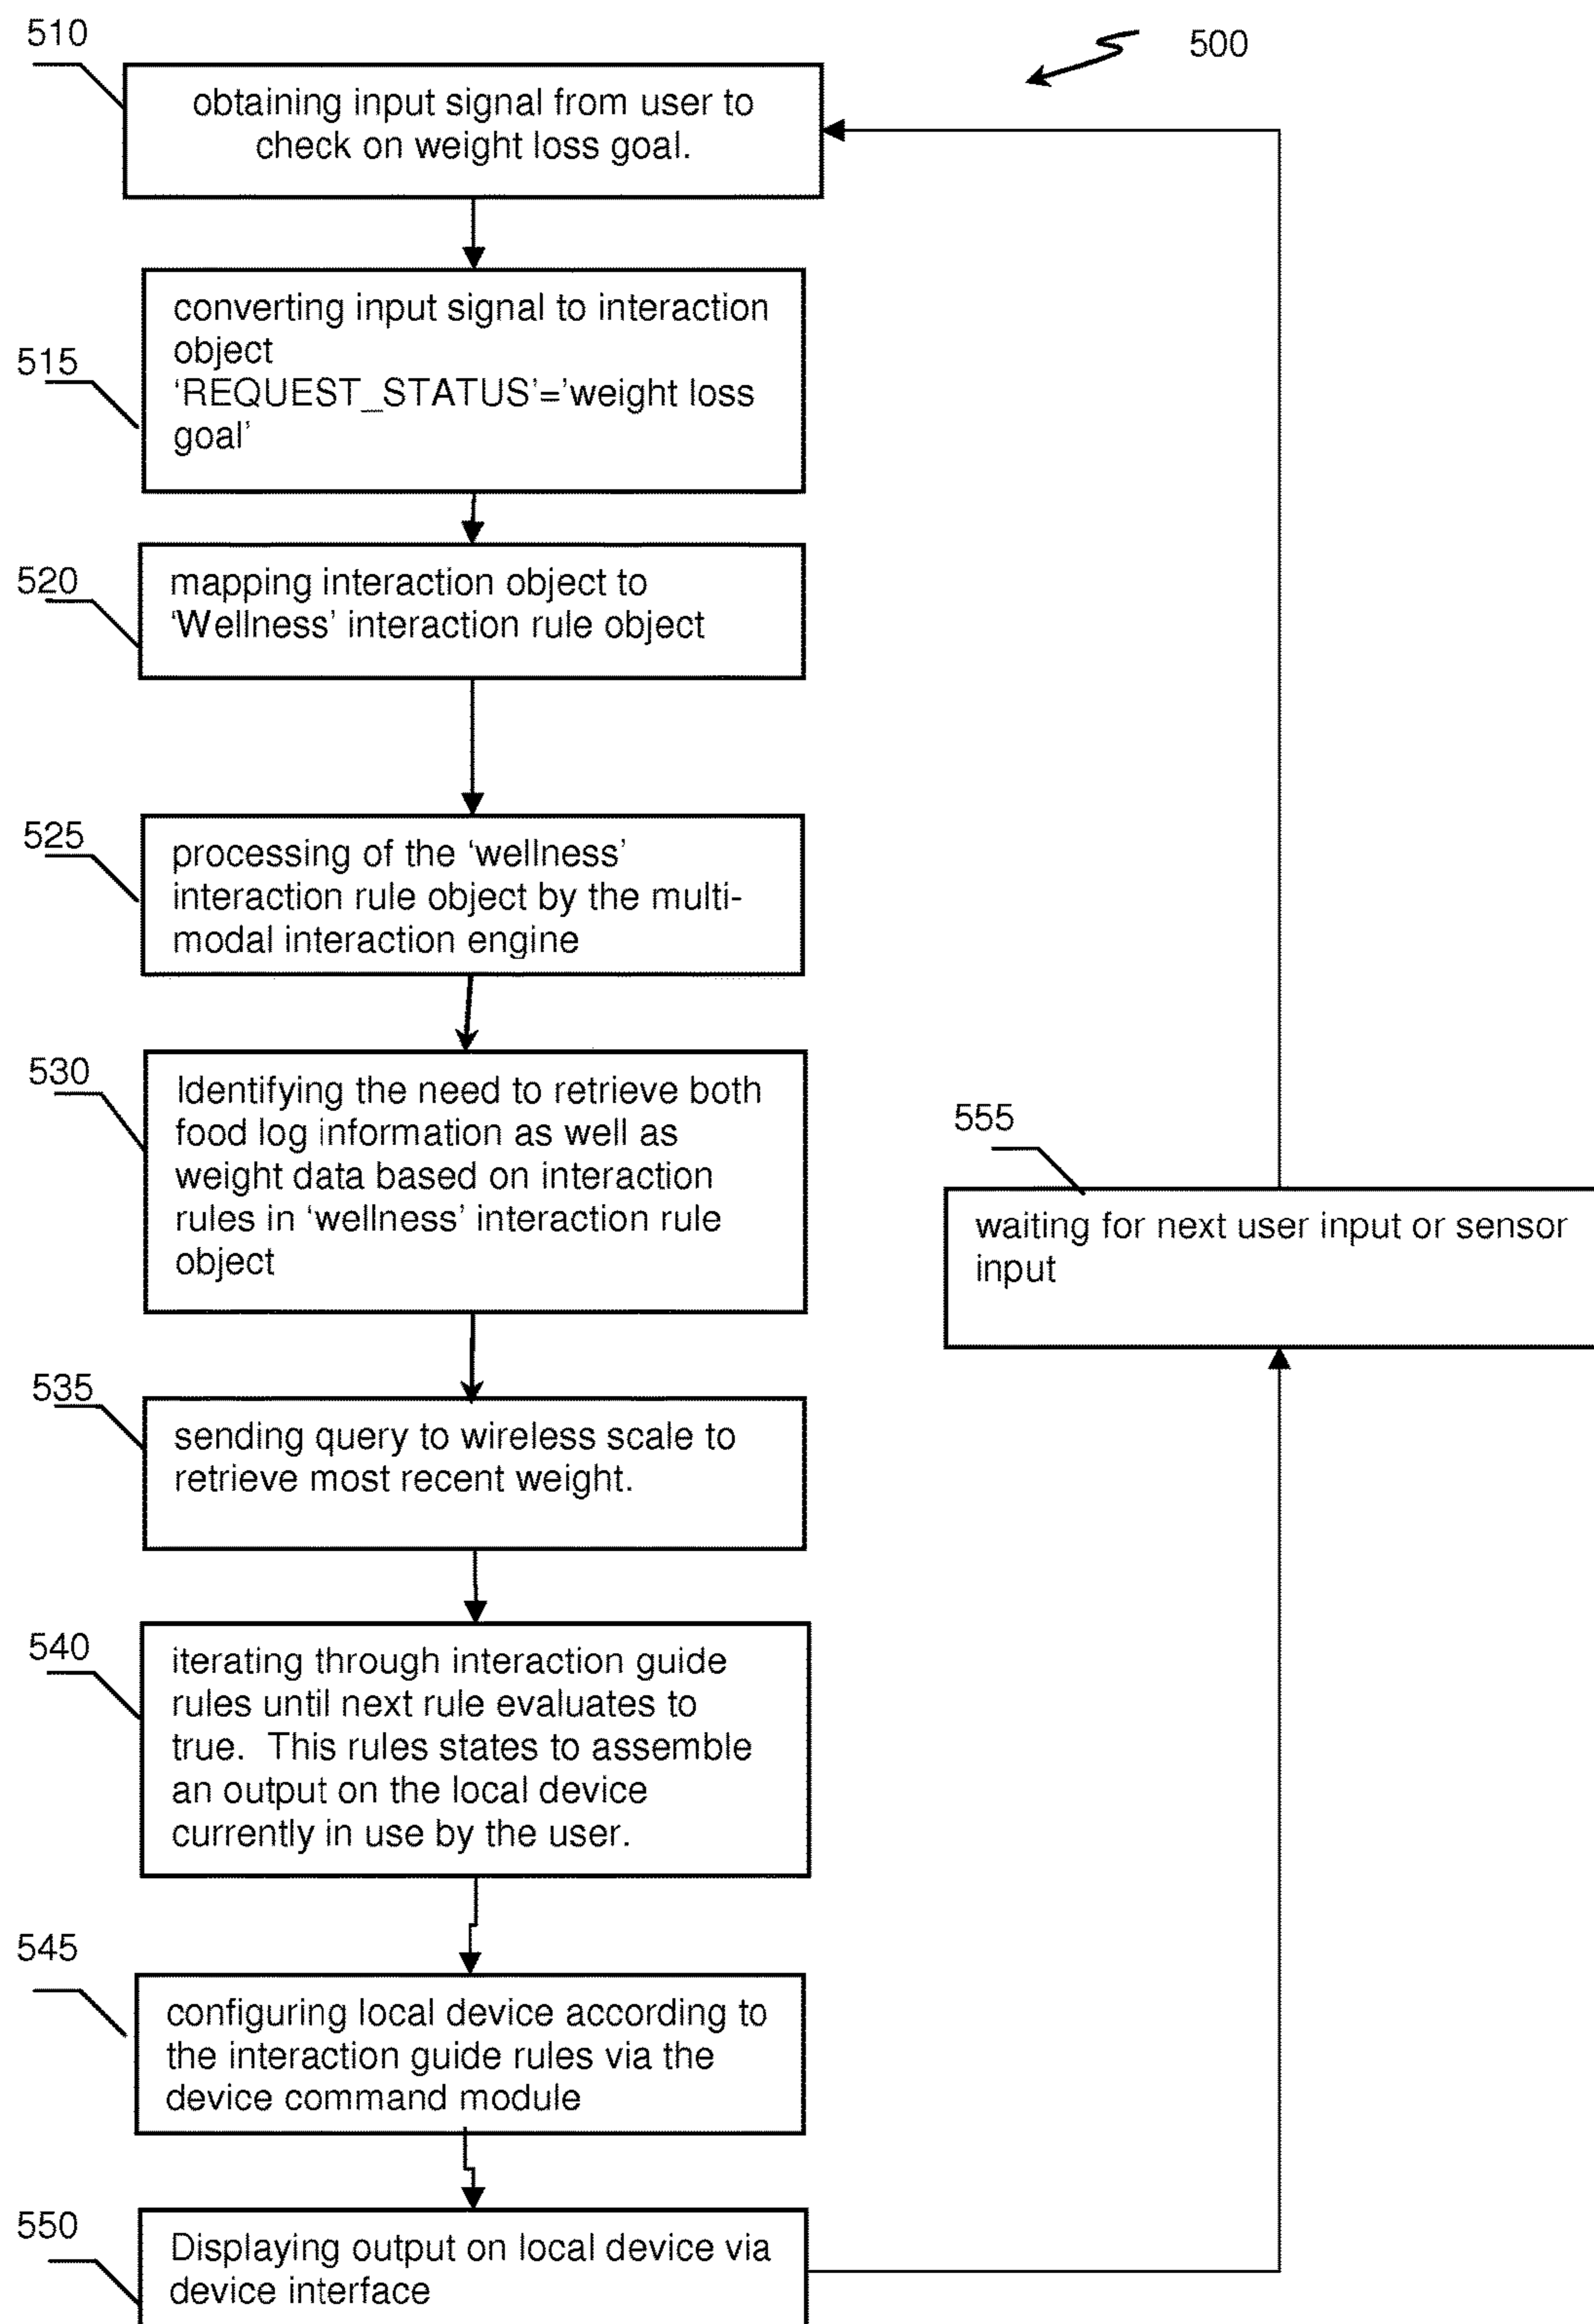 510
500
obtaining input signal from user to
check on weight loss goal.
515
converting input signal to interaction
object
‘REQUEST_STATUS’=’weight loss
goal’
520
mapping interaction object to
‘Wellness’ interaction rule object
525
processing of the ‘wellness’
interaction rule object by the multi-
modal interaction engine
530
Identifying the need to retrieve both
food log information as well as
weight data based on interaction
rules in ‘wellness’ interaction rule
object
555
waiting for next user input or sensor
input
535
sending query to wireless scale to
retrieve most recent weight.
540
iterating through interaction guide
rules until next rule evaluates to
true.  This rules states to assemble
an output on the local device
currently in use by the user.
545
configuring local device according to
the interaction guide rules via the
device command module
550
Displaying output on local device via
device interface